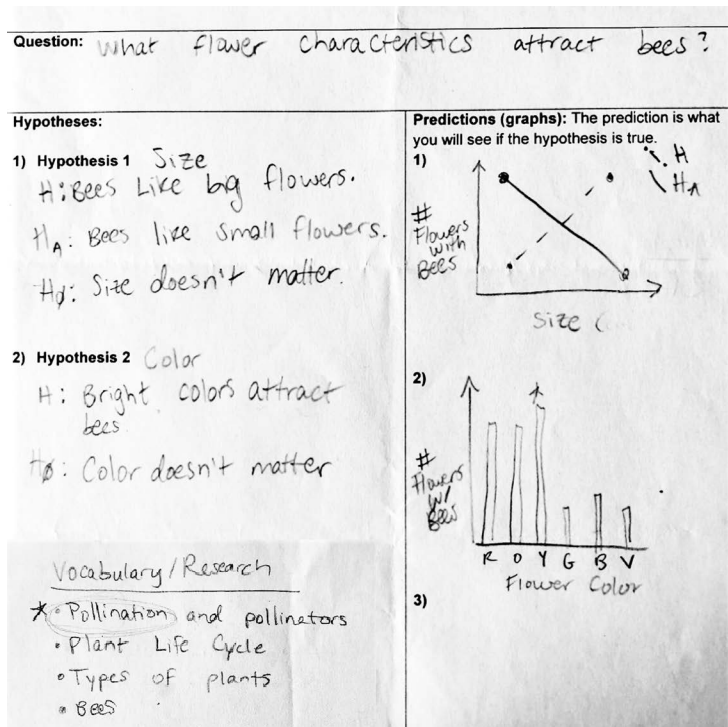 Question: What flower characteristics attract bees?
Hypotheses:
1) Hypothesis 1 Size
H: Bees Like big flowers.
HA: Bees like small flowers.
HØ: Size doesn't matter.
2) Hypothesis 2 Color
H: Bright colors attract
bees
HØ: Color doesn't matter
Vocabulary/Research
* • Pollination and pollinators
• Plant Life Cycle
• Types of plants
• Bees
Predictions (graphs): The prediction is what
you will see if the hypothesis is true.
1)
H
HA
#
Flowers
with
Bees
Size (
2)
#
Flowers
w/
Bees
R O Y G B V
Flower Color
3)